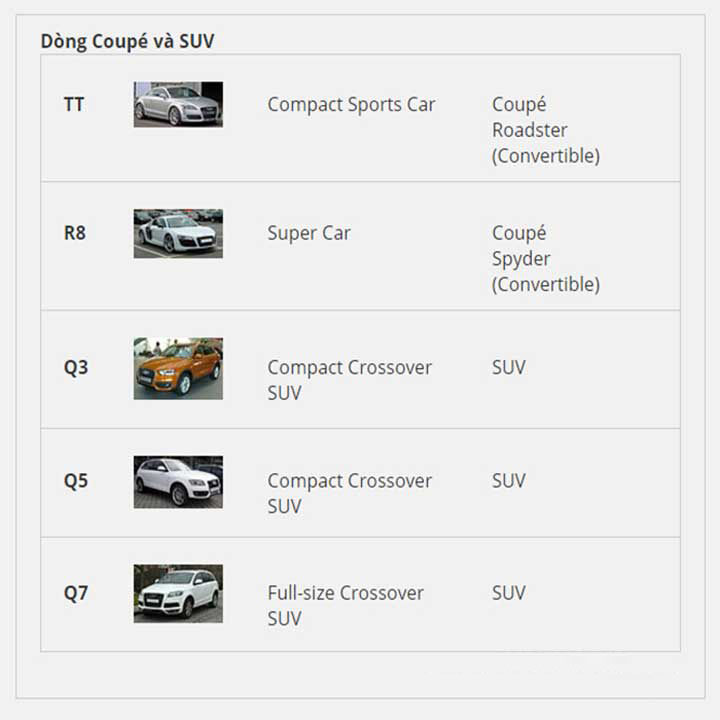 Dòng Coupé và SUV
TT
Compact Sports Car
Coupé
Roadster
(Convertible)
R8
Super Car
Coupé
Spyder
(Convertible)
Q3
Compact Crossover
SUV
SUV
Q5
Compact Crossover
SUV
SUV
Q7
Full-size Crossover
SUV
SUV